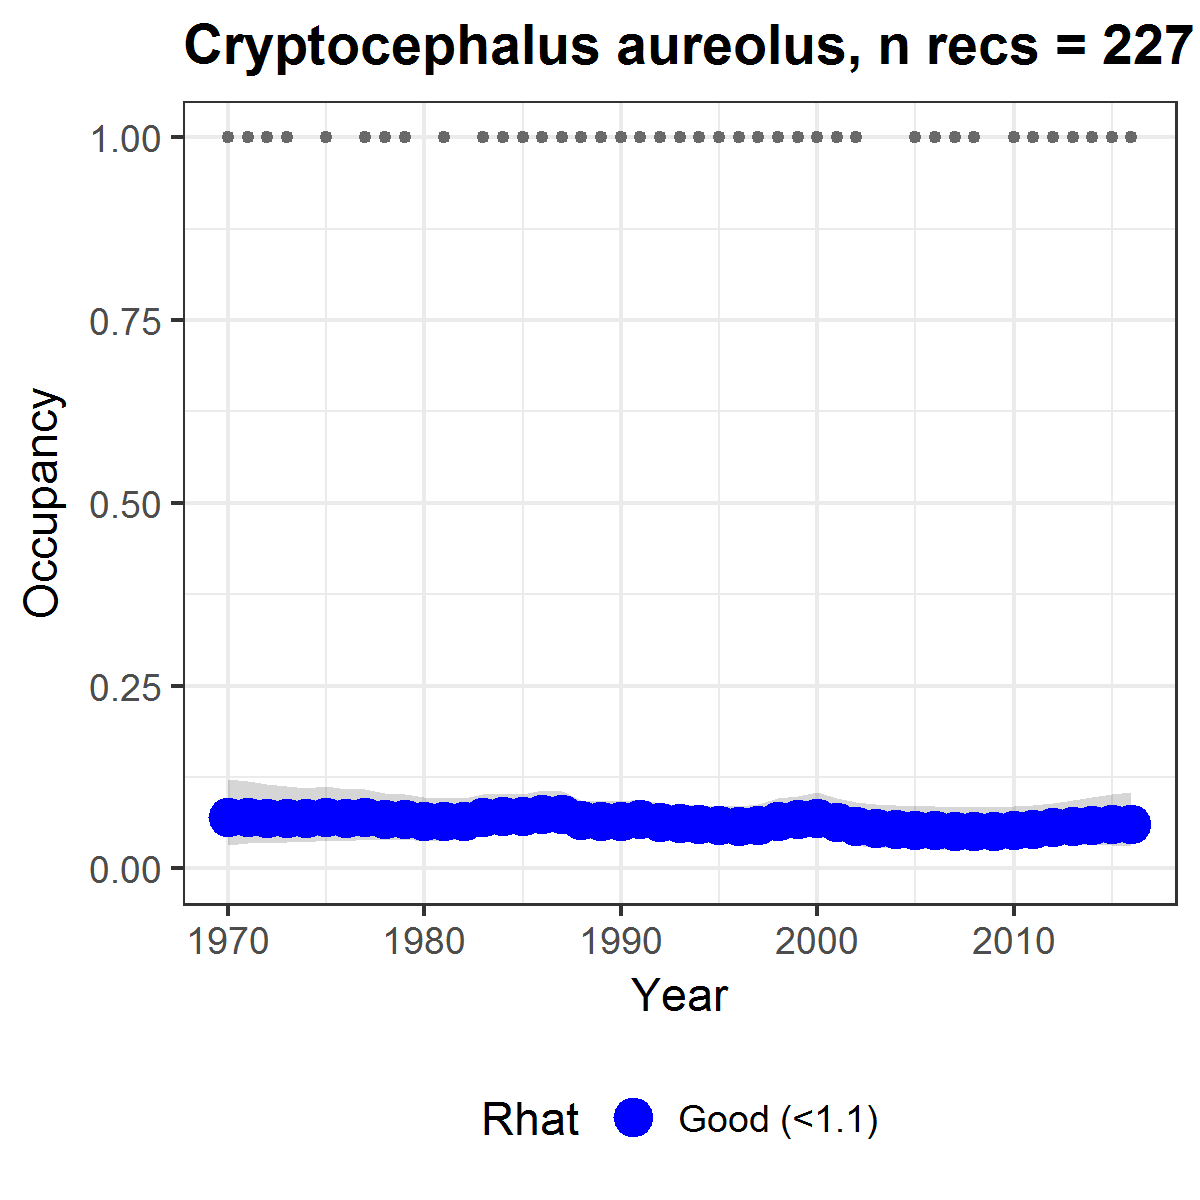 Cryptocephalus aureolus, n recs = 227
1.00
0.75
0.50
0.25
0.00
Occupancy
1970 1980 1990 2000 2010
Year
Rhat Good (<1.1)